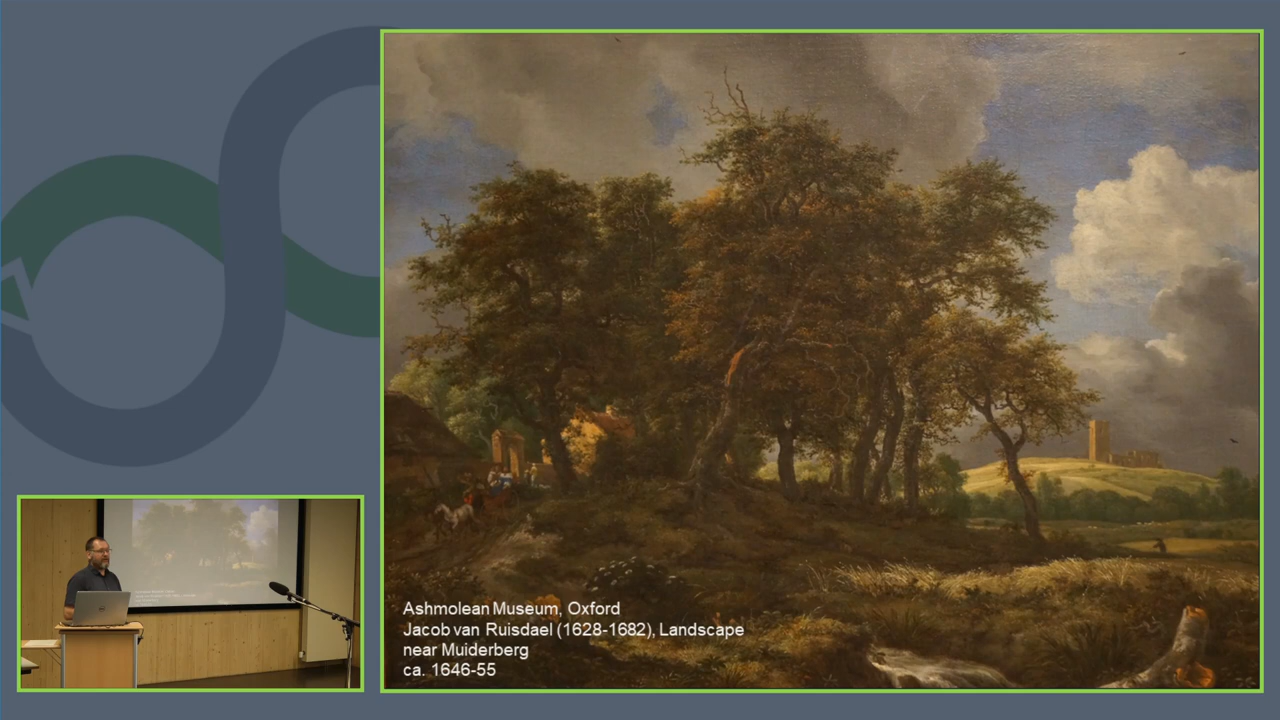 Ashmolean Museum, Oxford
Jacob van Ruisdael (1628-1682), Landscape
near Muiderberg
ca. 1646-55